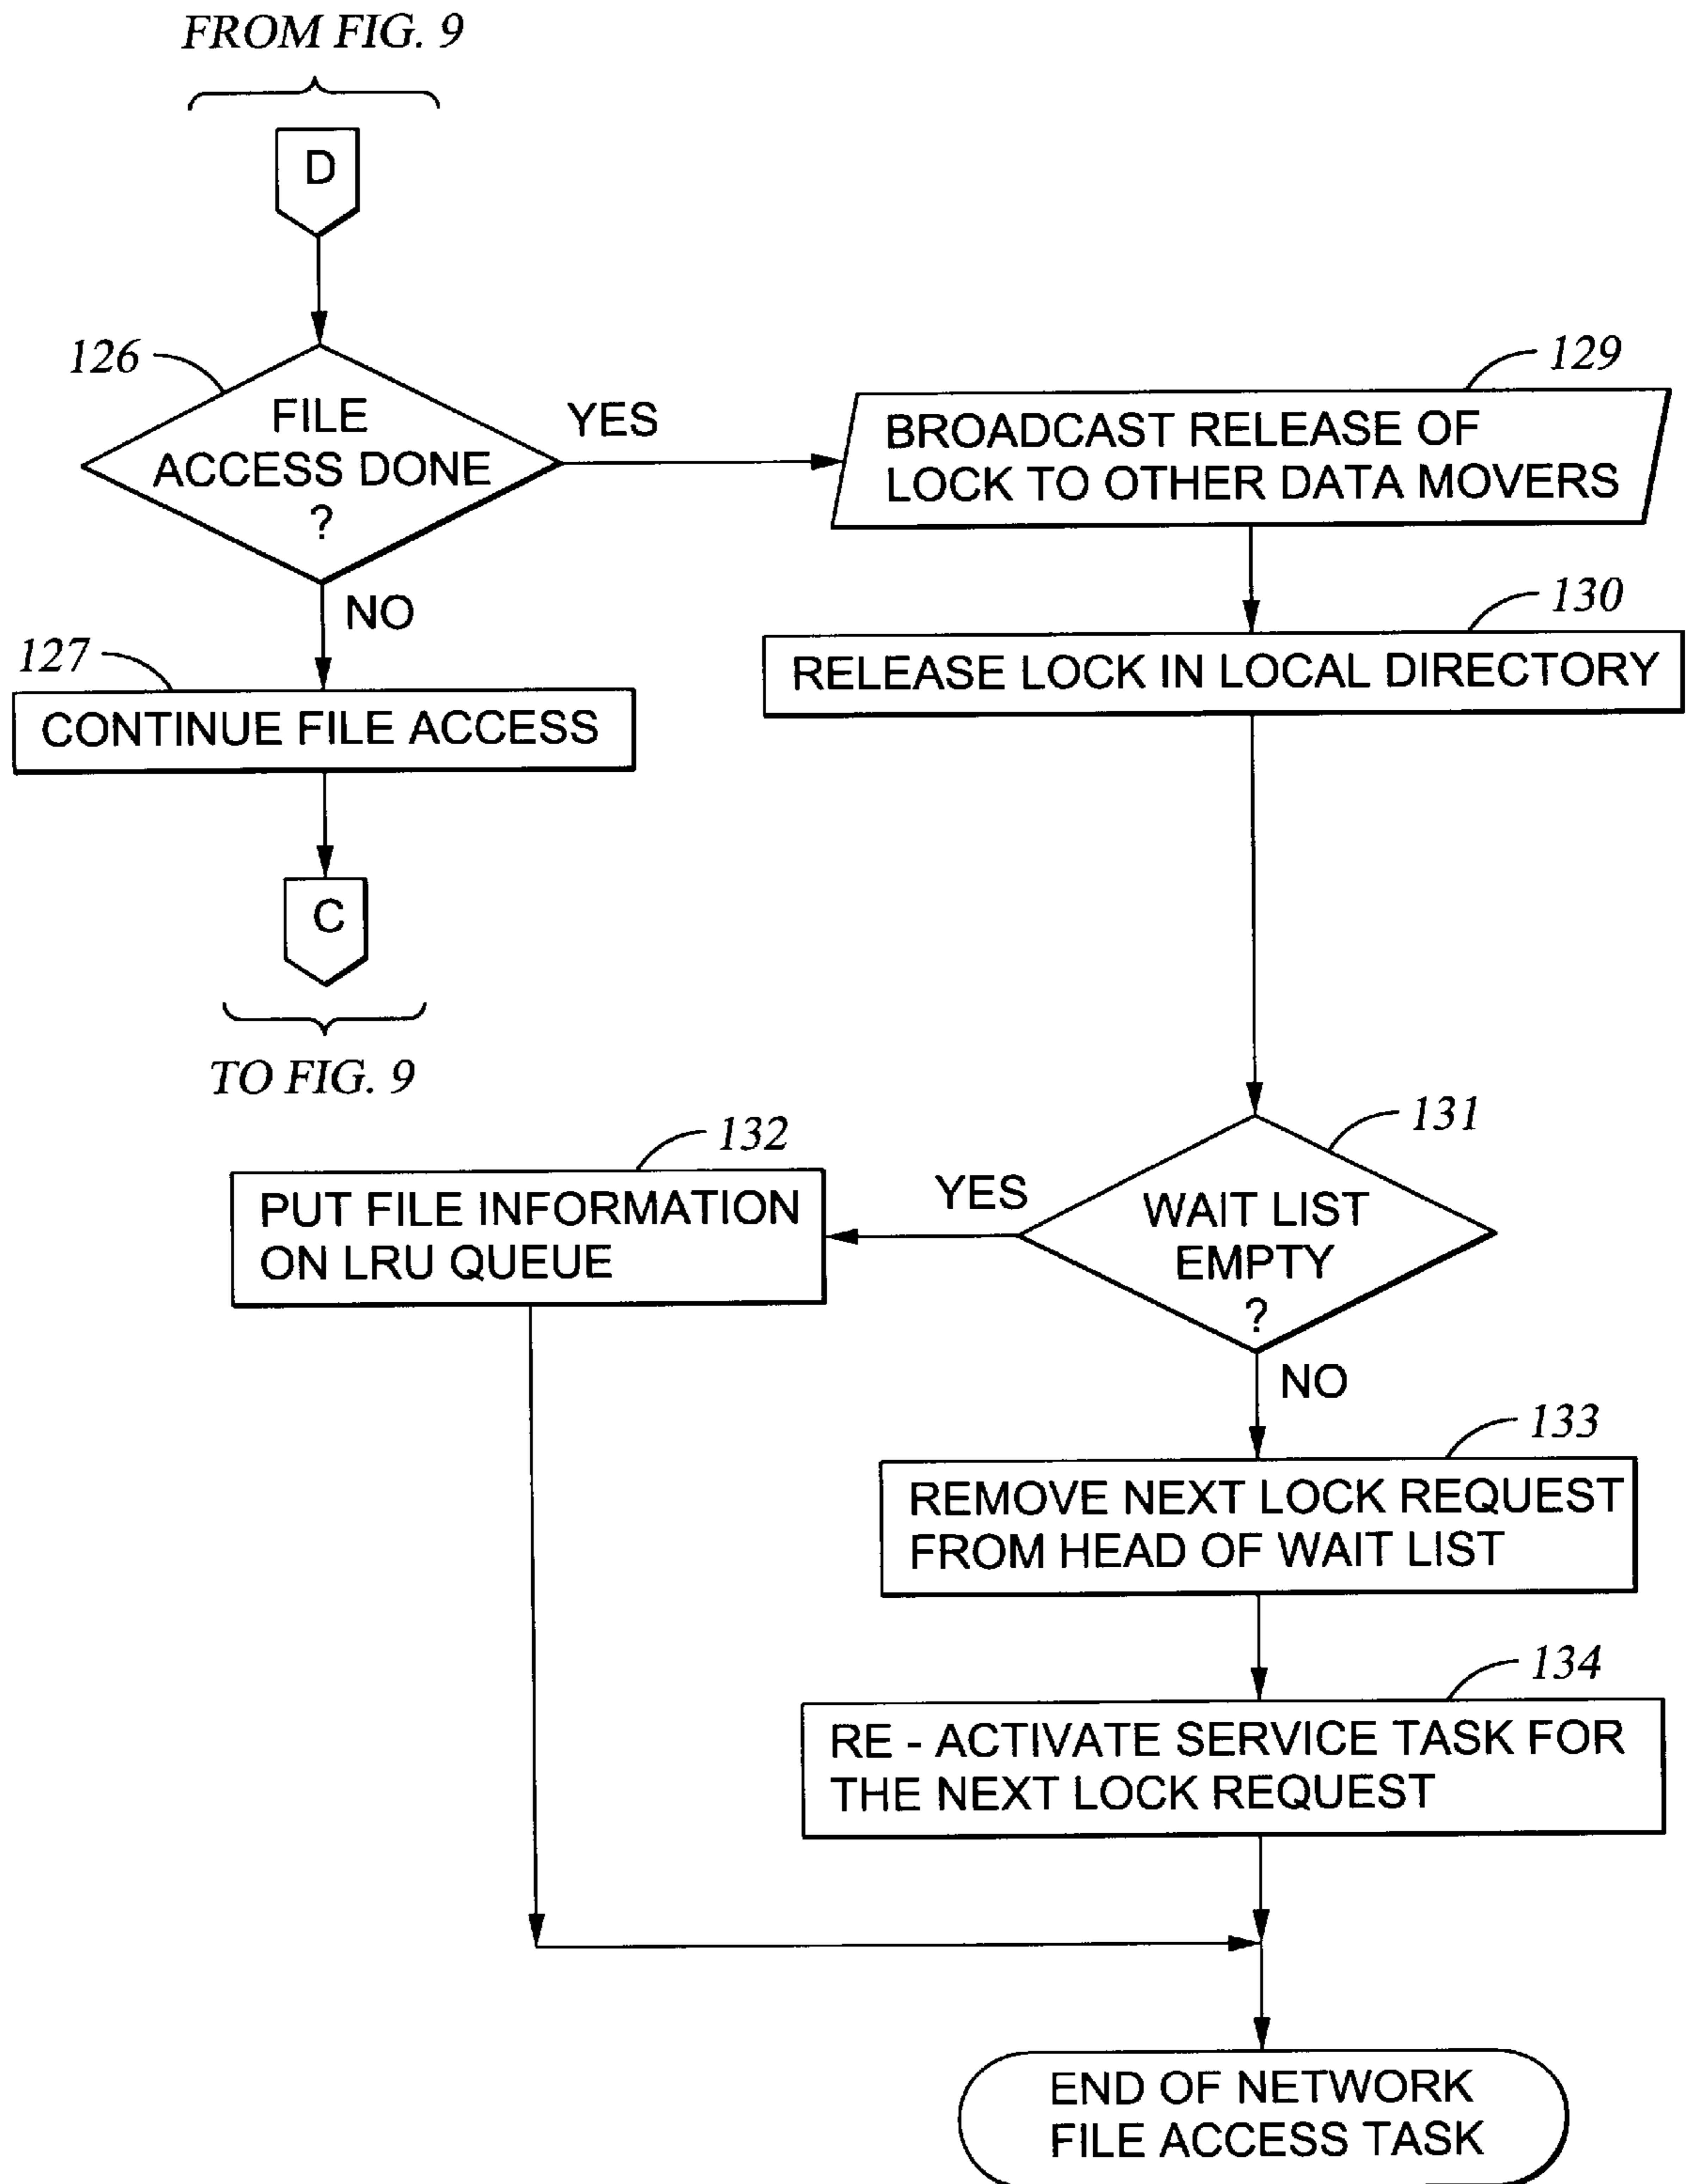 FROM FIG. 9
D
126
FILE
ACCESS DONE
?
YES
NO
127
CONTINUE FILE ACCESS
C
TO FIG. 9
129
BROADCAST RELEASE OF
LOCK TO OTHER DATA MOVERS
130
RELEASE LOCK IN LOCAL DIRECTORY
131
WAIT LIST
EMPTY
?
YES
132
PUT FILE INFORMATION
ON LRU QUEUE
NO
133
REMOVE NEXT LOCK REQUEST
FROM HEAD OF WAIT LIST
134
RE - ACTIVATE SERVICE TASK FOR
THE NEXT LOCK REQUEST
END OF NETWORK
FILE ACCESS TASK